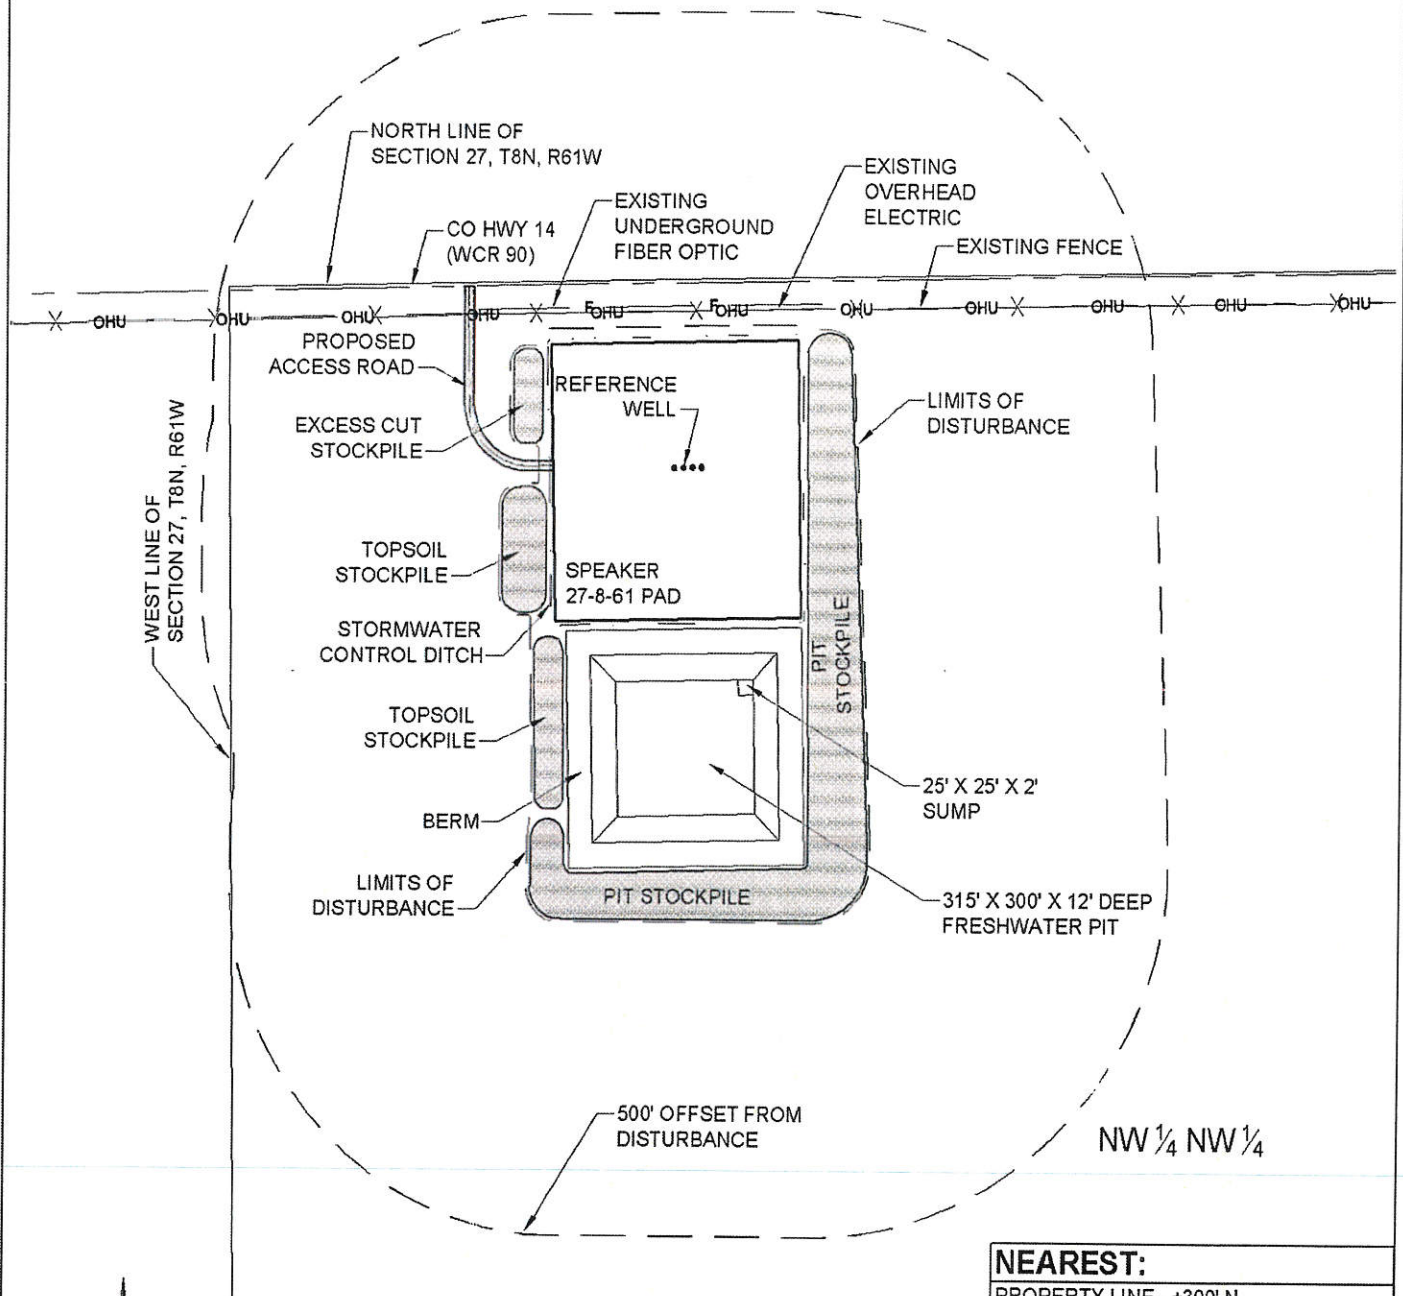 NORTH LINE OF
SECTION 27, T8N, R61W
CO HWY 14
(WCR 90)
EXISTING
UNDERGROUND
FIBER OPTIC
EXISTING
OVERHEAD
ELECTRIC
EXISTING FENCE
OHU
OHU
OHU
OHU
F
OHU
F
OHU
OHU
OHU
OHU
OHU
OHU
PROPOSED
ACCESS ROAD
EXCESS CUT
STOCKPILE
REFERENCE
WELL
LIMITS OF
DISTURBANCE
WEST LINE OF
SECTION 27, T8N, R61W
TOPSOIL
STOCKPILE
SPEAKER
27-8-61 PAD
STORMWATER
CONTROL DITCH
PIT
STOCKPILE
TOPSOIL
STOCKPILE
25' X 25' X 2'
SUMP
BERM
LIMITS OF
DISTURBANCE
PIT STOCKPILE
315' X 300' X 12' DEEP
FRESHWATER PIT
500' OFFSET FROM
DISTURBANCE
NW ¼ NW ¼
NEAREST:
PROPERTY LINE